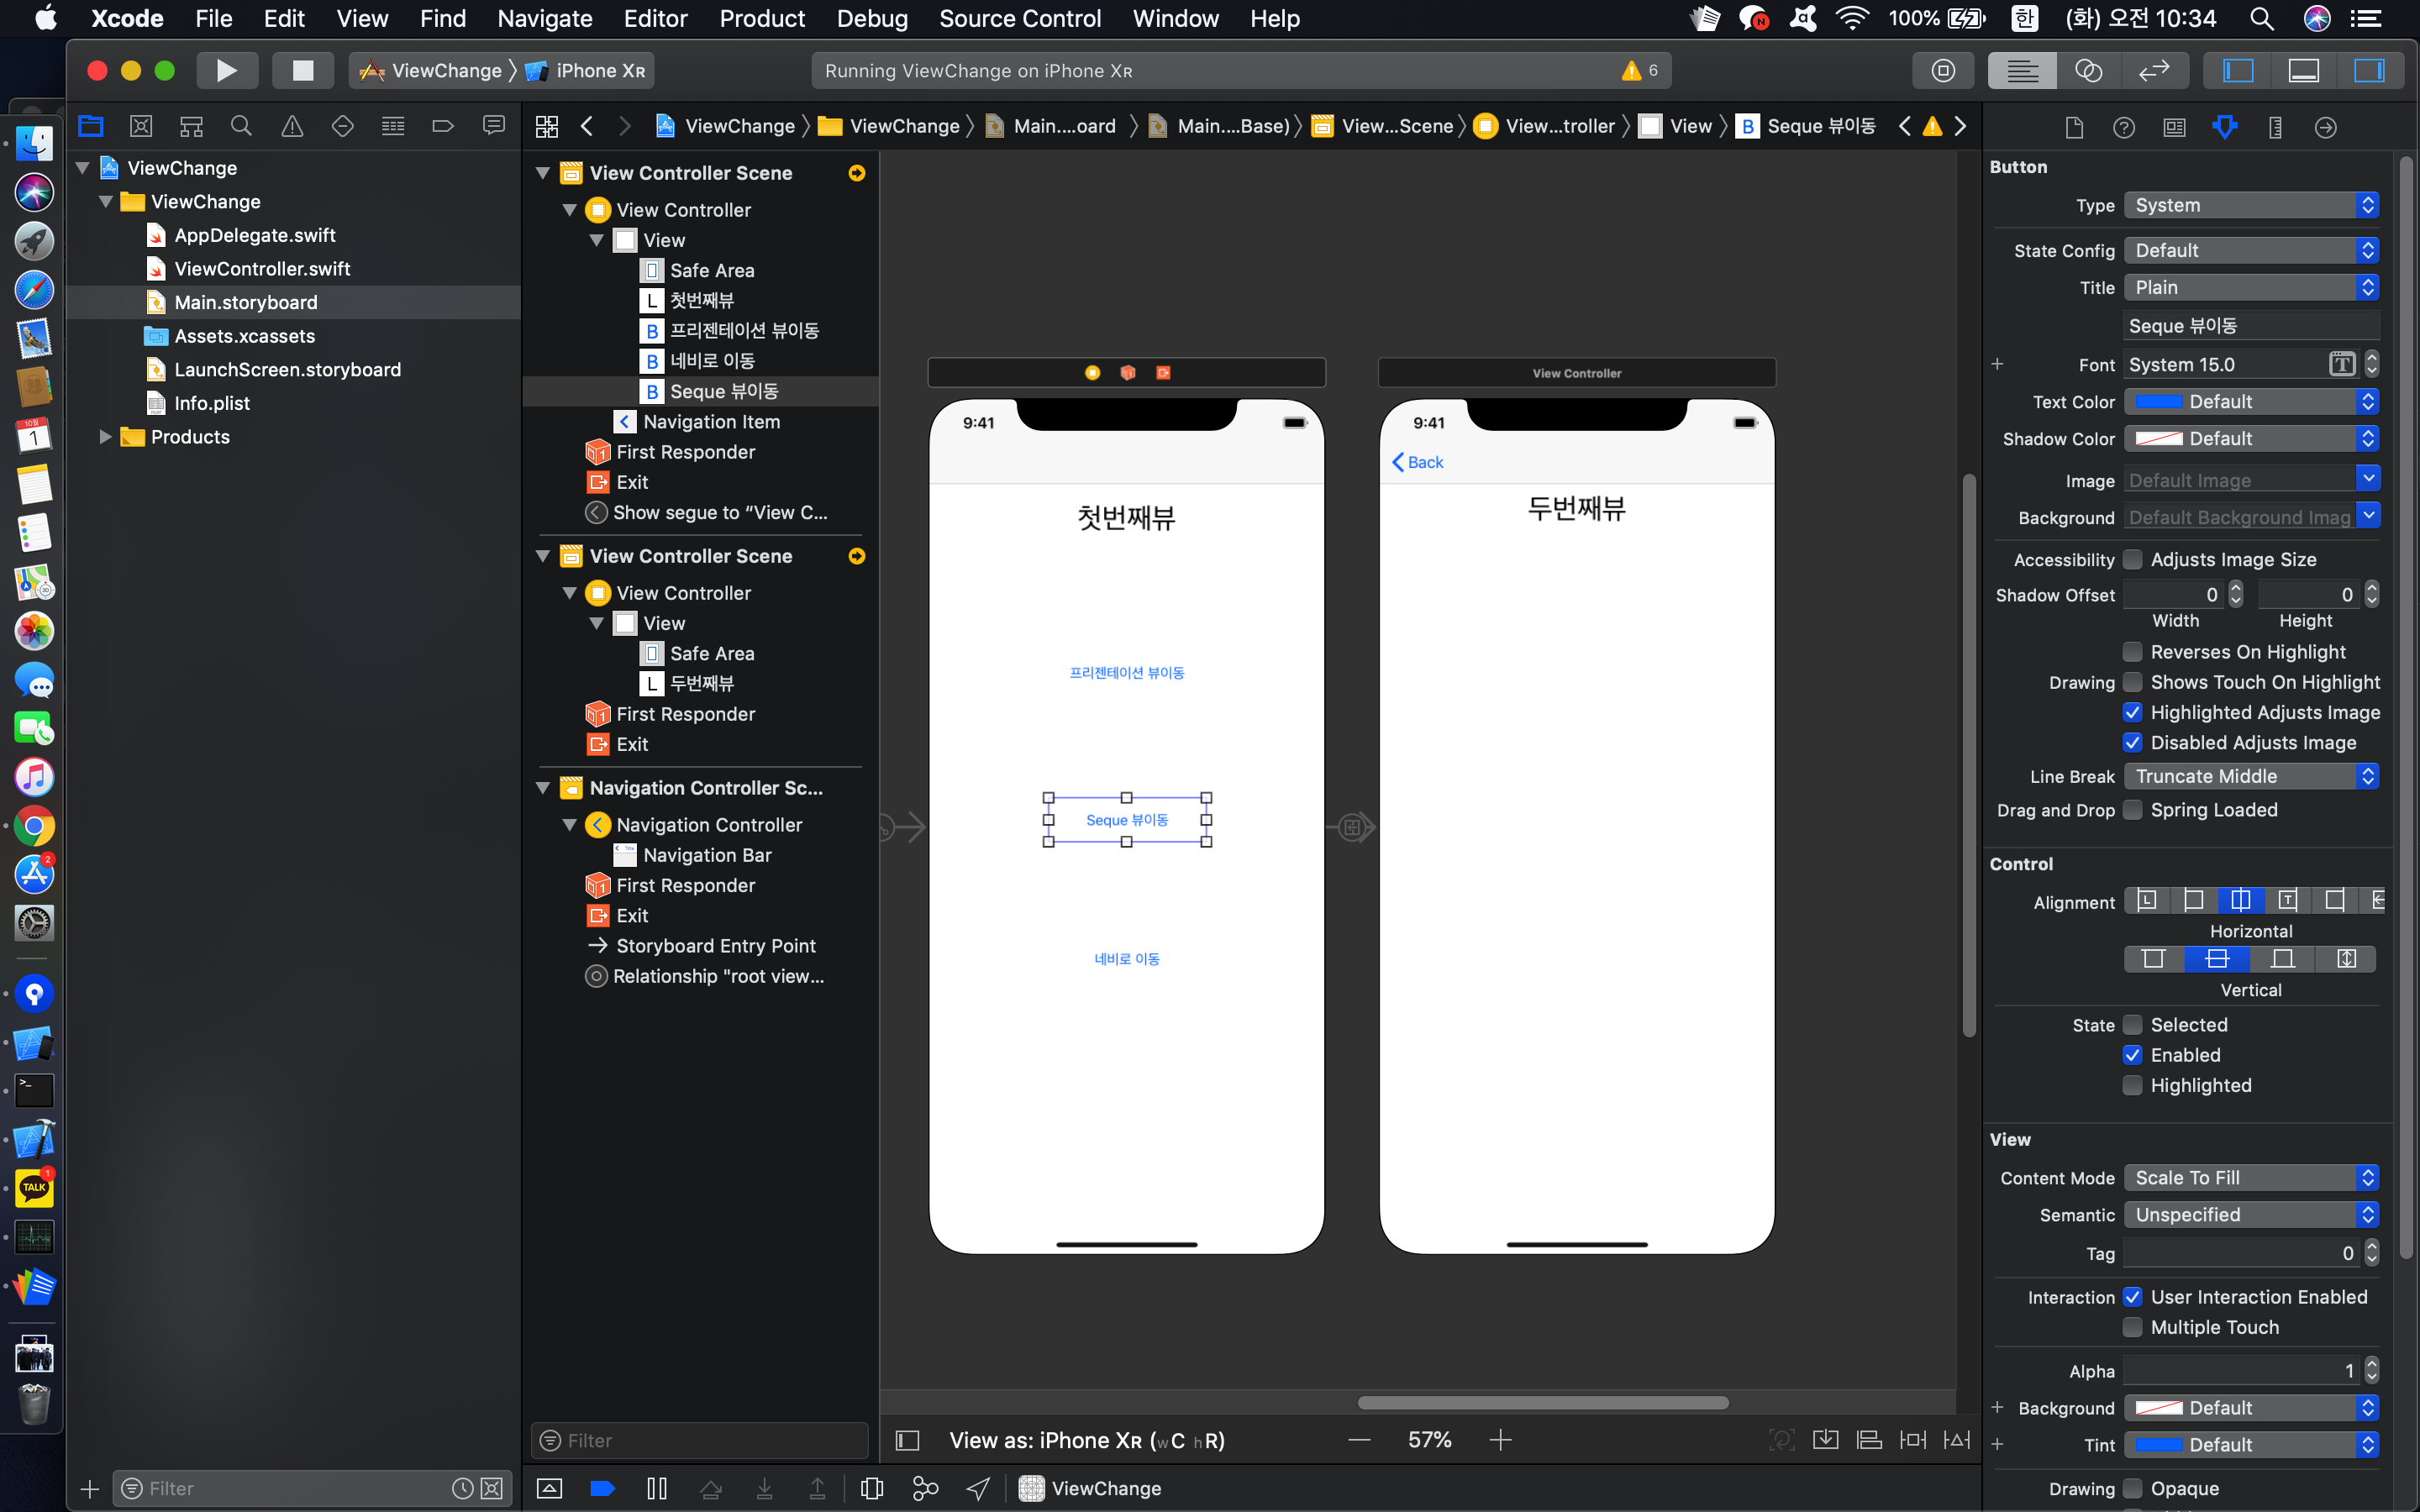 Xcode File Edit View Find Navigate Editor Product Debug Source Control Window Help 100% 한 (화) 오전 10:34
ViewChange iPhone XR
Running ViewChange on iPhone XR 6
ViewChange ViewChange Main....oard Main....Base) View...Scene View...troller View B Seque 뷰이동
ViewChange
ViewChange
AppDelegate.swift
ViewController.swift
Main.storyboard
Assets.xcassets
LaunchScreen.storyboard
Info.plist
Products
Filter
View Controller Scene
View Controller
View
Safe Area
L 첫번째뷰
B 프리젠테이션 뷰이동
B 네비로 이동
B Seque 뷰이동
Navigation Item
First Responder
Exit
Show segue to “View C...
View Controller Scene
View Controller
View
Safe Area
L 두번째뷰
First Responder
Exit
Navigation Controller Sc...
Navigation Controller
Navigation Bar
First Responder
Exit
Storyboard Entry Point
Relationship "root view...
Filter
9:41
첫번째뷰
프리젠테이션 뷰이동
Seque 뷰이동
네비로 이동
View Controller
9:41
Back
두번째뷰
View as: iPhone XR (wC hR)
57%
ViewChange
Button
Type System
State Config Default
Title Plain
Seque 뷰이동
Font System 15.0
Text Color Default
Shadow Color Default
Image Default Image
Background Default Background Imag
Accessibility Adjusts Image Size
Shadow Offset 0 0
Width Height
Reverses On Highlight
Drawing Shows Touch On Highlight
Highlighted Adjusts Image
Disabled Adjusts Image
Line Break Truncate Middle
Drag and Drop Spring Loaded
Control
Alignment
Horizontal
Vertical
State Selected
Enabled
Highlighted
View
Content Mode Scale To Fill
Semantic Unspecified
Tag 0
Interaction User Interaction Enabled
Multiple Touch
Alpha 1
Background Default
Tint Default
Drawing Opaque
10월
1
2
TALK
1